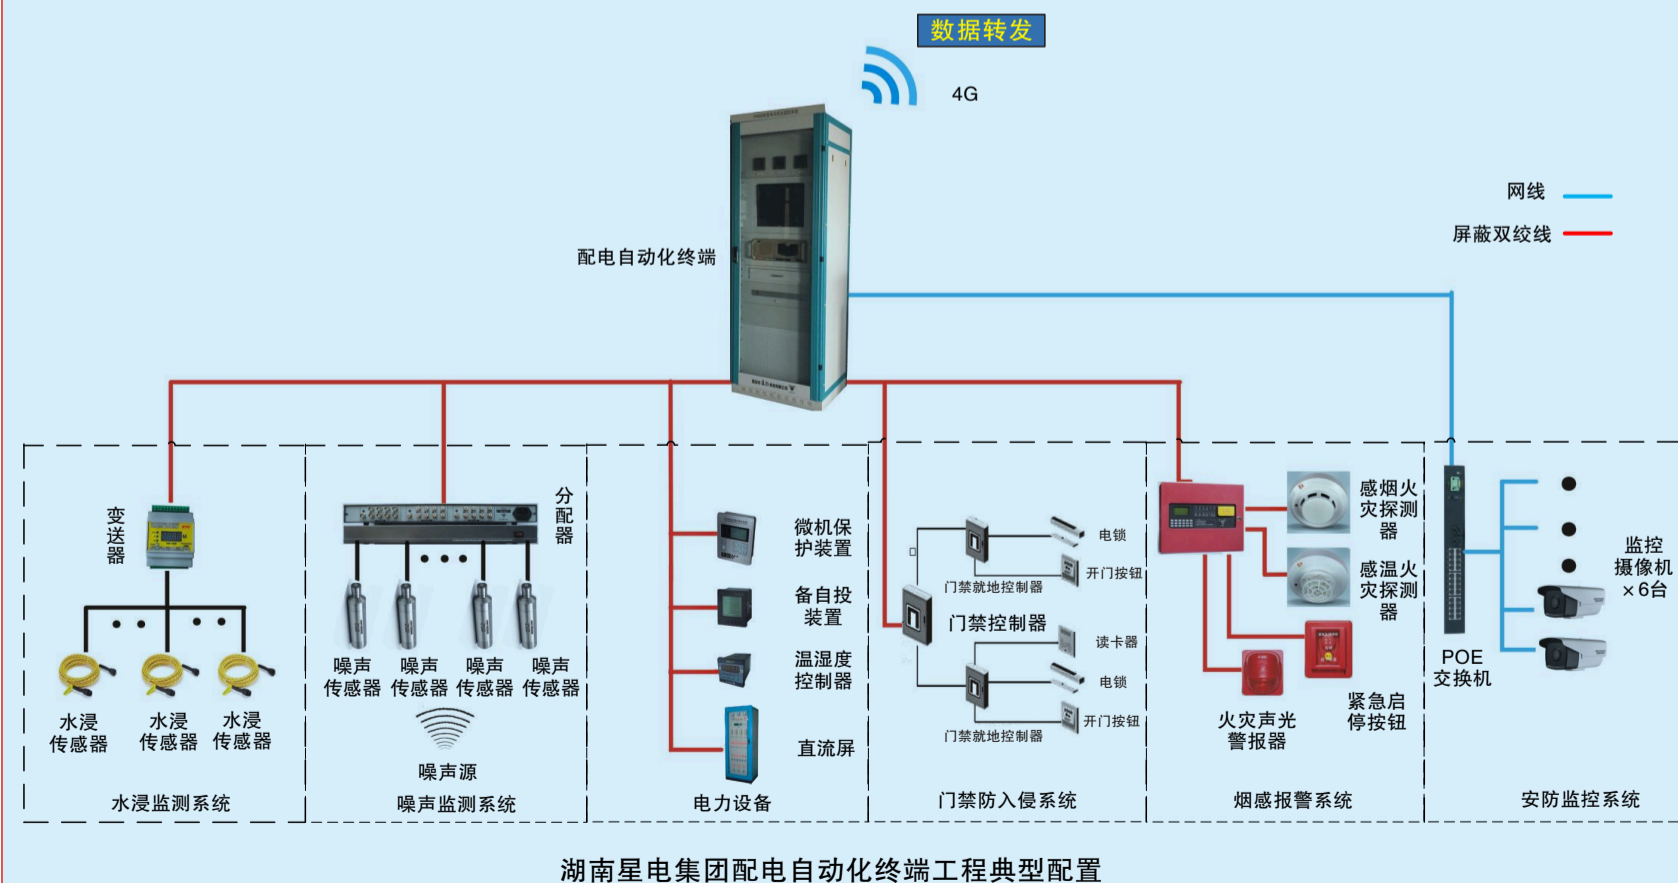 数据转发
4G
网线
屏蔽双绞线
配电自动化终端
变送器
分配器
微机保
护装置
备自投
装置
温湿度
控制器
直流屏
电锁
开门按钮
门禁就地控制器
门禁控制器
读卡器
电锁
开门按钮
门禁就地控制器
感烟火
灾探测
器
感温火
灾探测
器
火灾声光
警报器
紧急启
停按钮
POE
交换机
监控
摄像机
×6台
水浸
传感器
水浸
传感器
水浸
传感器
噪声
传感器
噪声
传感器
噪声
传感器
噪声
传感器
噪声源
水浸监测系统
噪声监测系统
电力设备
门禁防入侵系统
烟感报警系统
安防监控系统
湖南星电集团配电自动化终端工程典型配置